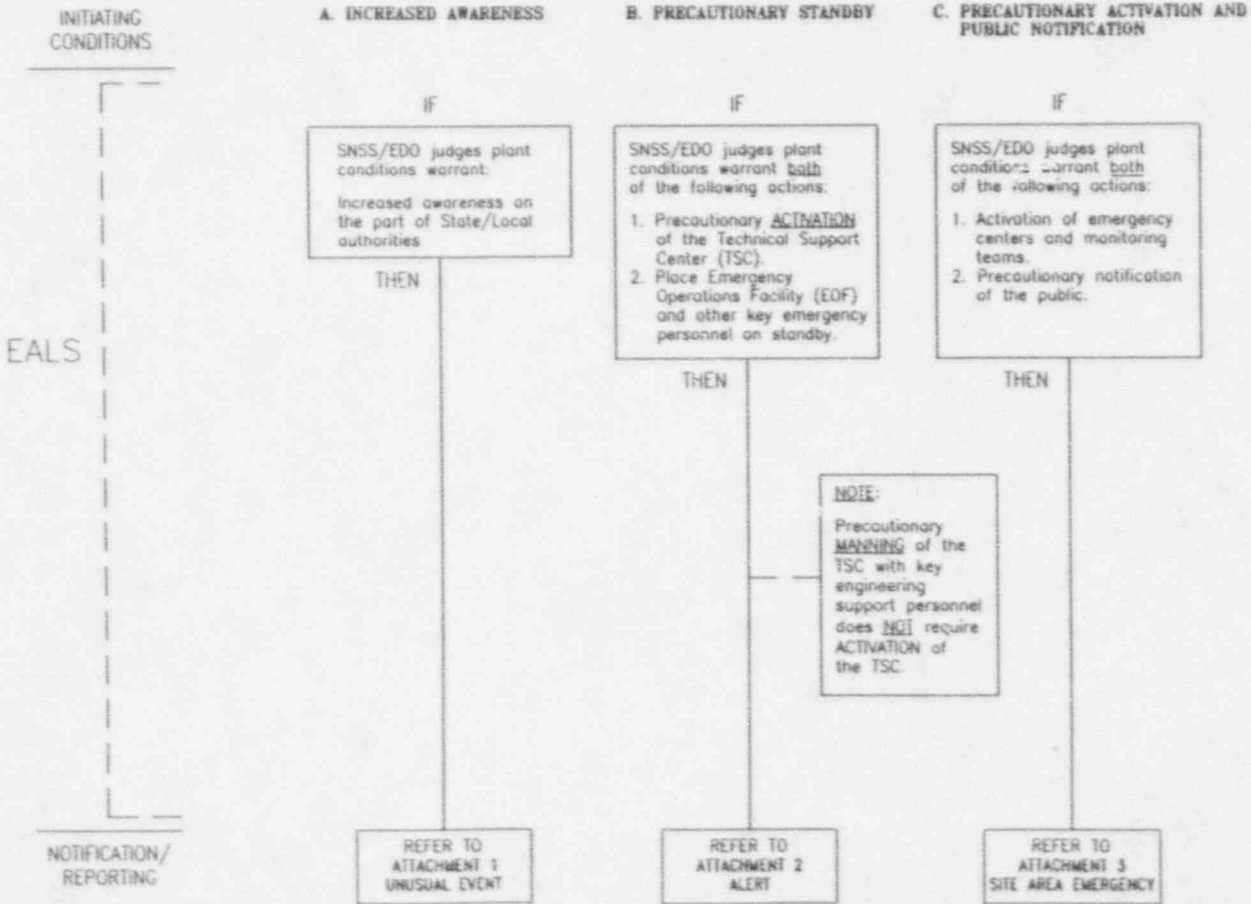 INITIATING
CONDITIONS
A. INCREASED AWARENESS
B. PRECAUTIONARY STANDBY
C. PRECAUTIONARY ACTIVATION AND
PUBLIC NOTIFICATION
EALS
IF
SNSS/EDO judges plant
conditions warrant:
Increased awareness on
the part of State/Local
authorities
THEN
IF
SNSS/EDO judges plant
conditions warrant both
of the following actions:
1. Precautionary ACTIVATION
of the Technical Support
Center (TSC).
2. Place Emergency
Operations Facility (EOF)
and other key emergency
personnel on standby.
THEN
NOTE:
Precautionary
MANNING of the
TSC with key
engineering
support personnel
does NOT require
ACTIVATION of
the TSC.
IF
SNSS/EDO judges plant
conditions warrant both
of the following actions:
1. Activation of emergency
centers and monitoring
teams.
2. Precautionary notification
of the public.
THEN
NOTIFICATION/
REPORTING
REFER TO
ATTACHMENT 1
UNUSUAL EVENT
REFER TO
ATTACHMENT 2
ALERT
REFER TO
ATTACHMENT 3
SITE AREA EMERGENCY